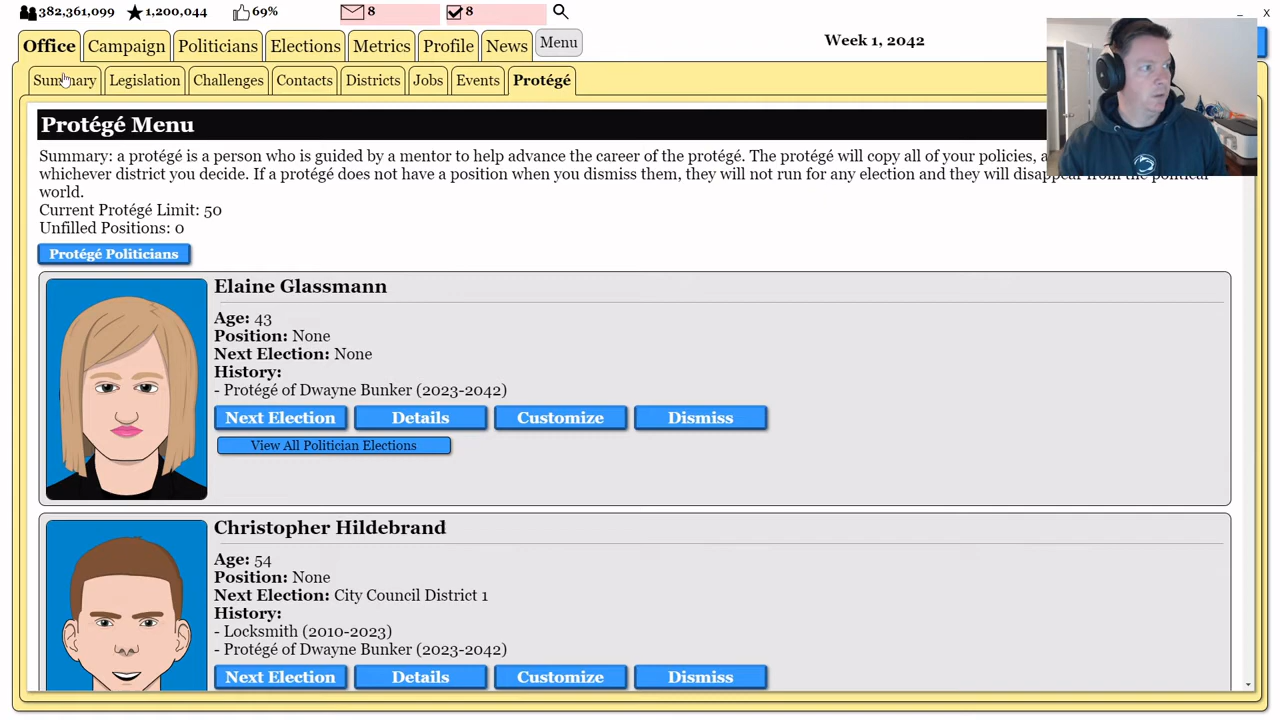 382,361,099 1,200,044 69% 8 8
_ X
Office Campaign Politicians Elections Metrics Profile News Menu
Week 1, 2042
Summary Legislation Challenges Contacts Districts Jobs Events Protégé
Protégé Menu
Summary: a protégé is a person who is guided by a mentor to help advance the career of the protégé. The protégé will copy all of your policies,
whichever district you decide. If a protégé does not have a position when you dismiss them, they will not run for any election and they will disappear from the political
world.
Current Protégé Limit: 50
Unfilled Positions: 0
Protégé Politicians
Elaine Glassmann
Age: 43
Position: None
Next Election: None
History:
- Protégé of Dwayne Bunker (2023-2042)
Next Election Details Customize Dismiss
View All Politician Elections
Christopher Hildebrand
Age: 54
Position: None
Next Election: City Council District 1
History:
- Locksmith (2010-2023)
- Protégé of Dwayne Bunker (2023-2042)
Next Election Details Customize Dismiss